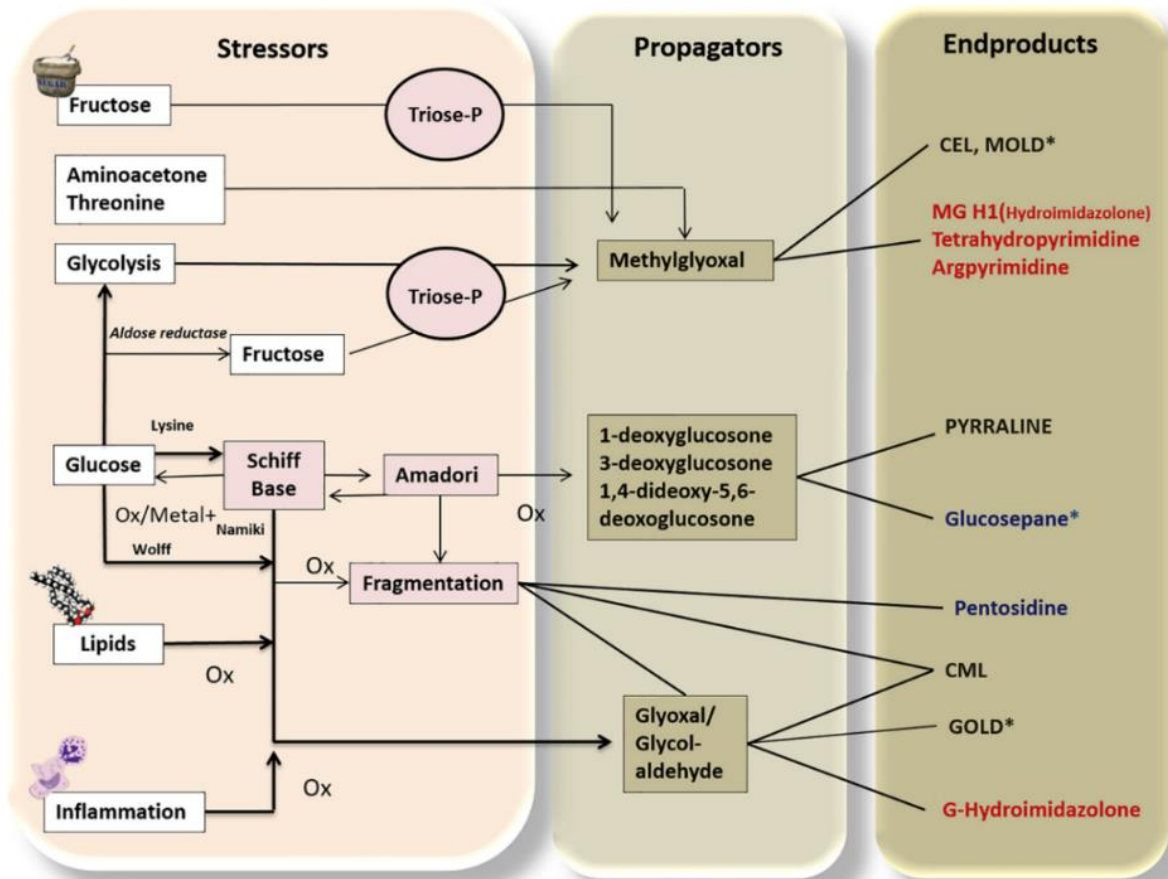 Stressors
Propagators
Endproducts
SUGAR
Fructose
Triose-P
Aminoacetone
Threonine
Glycolysis
Triose-P
Aldose reductase
Fructose
Methylglyoxal
CEL, MOLD*
MG H1(Hydroimidazolone)
Tetrahydropyrimidine
Argpyrimidine
Lysine
Glucose
Schiff
Base
Amadori
Ox/Metal+
Namiki
Wolff
Ox
Ox
Fragmentation
1-deoxyglucosone
3-deoxyglucosone
1,4-dideoxy-5,6-
deoxoglucosone
PYRRALINE
Glucosepane*
Pentosidine
Lipids
Ox
CML
Glyoxal/
Glycol-
aldehyde
GOLD*
Inflammation
Ox
G-Hydroimidazolone